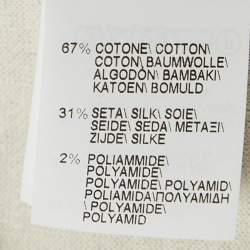 67% COTONE\ COTTON\
COTON\ BAUMWOLLE\
ALGODÓN\ BAMBAKI\
KATOEN\ BOMULD
31% SETA\ SILK\ SOIE\
SEIDE\ SEDA\ ΜΕΤΑΞΙ\
ZIJDE\ SILKE
2% POLIAMMIDE\
POLYAMIDE\
POLYAMIDE\ POLYAMID\
POLIAMIDA\ΠΟΛΥΑΜΙΔΗ
\ POLYAMIDE\
POLYAMID